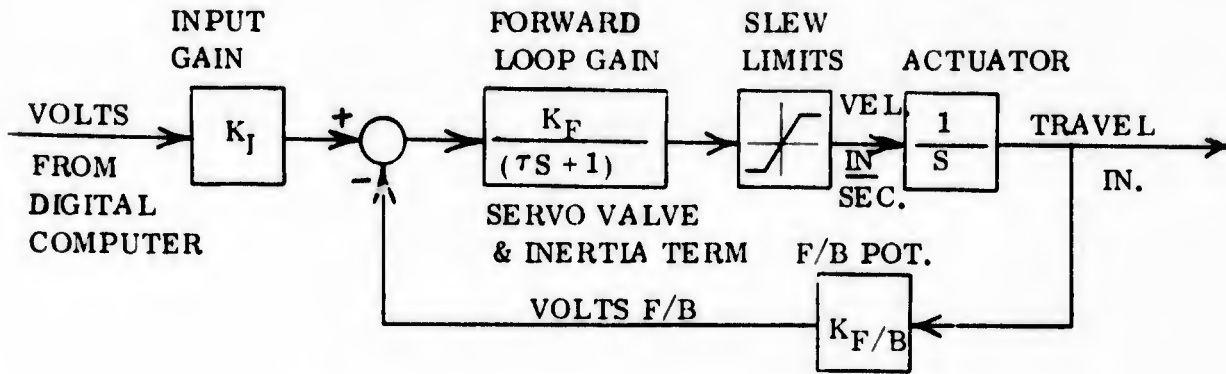 INPUT
GAIN
FORWARD
LOOP GAIN
SLEW
LIMITS
ACTUATOR
VOLTS
FROM
DIGITAL
COMPUTER
K_J
+
-
K_F
(τS + 1)
SERVO VALVE
& INERTIA TERM
VEL.
IN
SEC.
1
S
TRAVEL
IN.
F/B POT.
K_F/B
VOLTS F/B